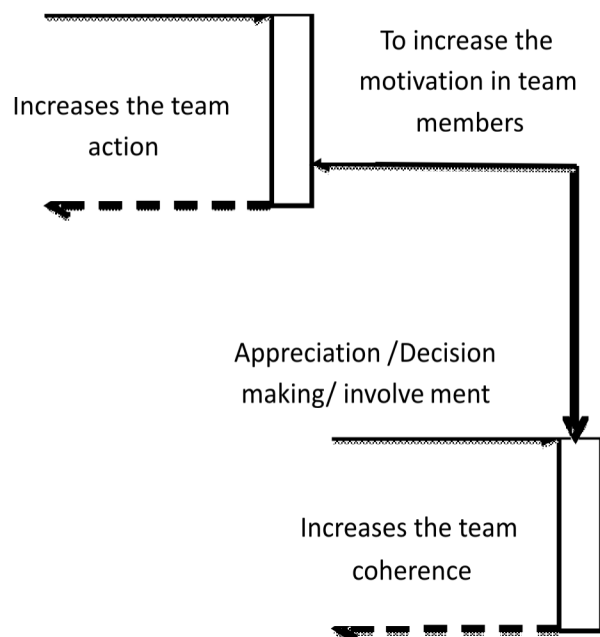 To increase the
motivation in team
members
Increases the team
action
Appreciation /Decision
making/ involve ment
Increases the team
coherence